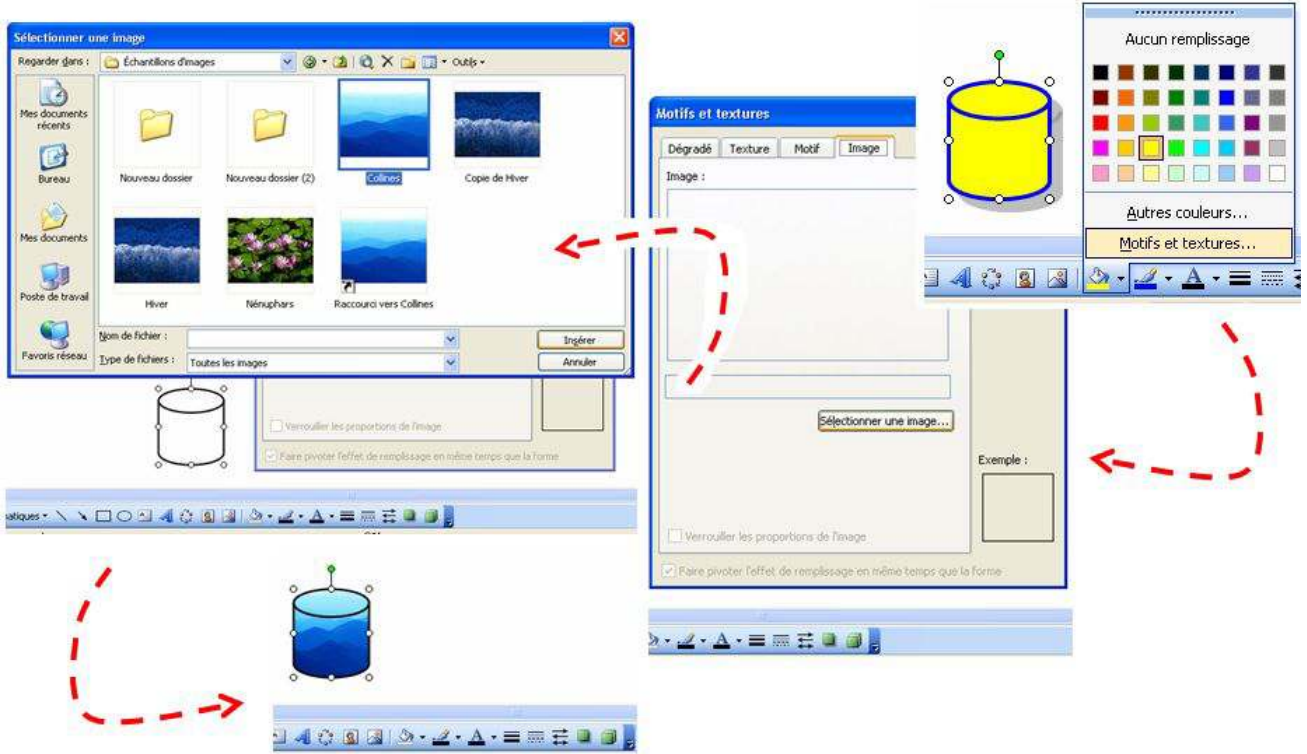 Sélectionner une image
Regarder dans :
Échantillons d'images
Outils
Mes documents récents
Bureau
Mes documents
Poste de travail
Favoris réseau
Nouveau dossier
Nouveau dossier (2)
Collines
Copie de Hiver
Hiver
Nénuphars
Raccourci vers Collines
Nom de fichier :
Insérer
Type de fichiers :
Toutes les images
Annuler
Verrouiller les proportions de l'image
Faire pivoter l'effet de remplissage en même temps que la forme
atiques
Motifs et textures
Dégradé
Texture
Motif
Image
Image :
Sélectionner une image...
Exemple :
Verrouiller les proportions de l'image
Faire pivoter l'effet de remplissage en même temps que la forme
Aucun remplissage
Autres couleurs...
Motifs et textures...